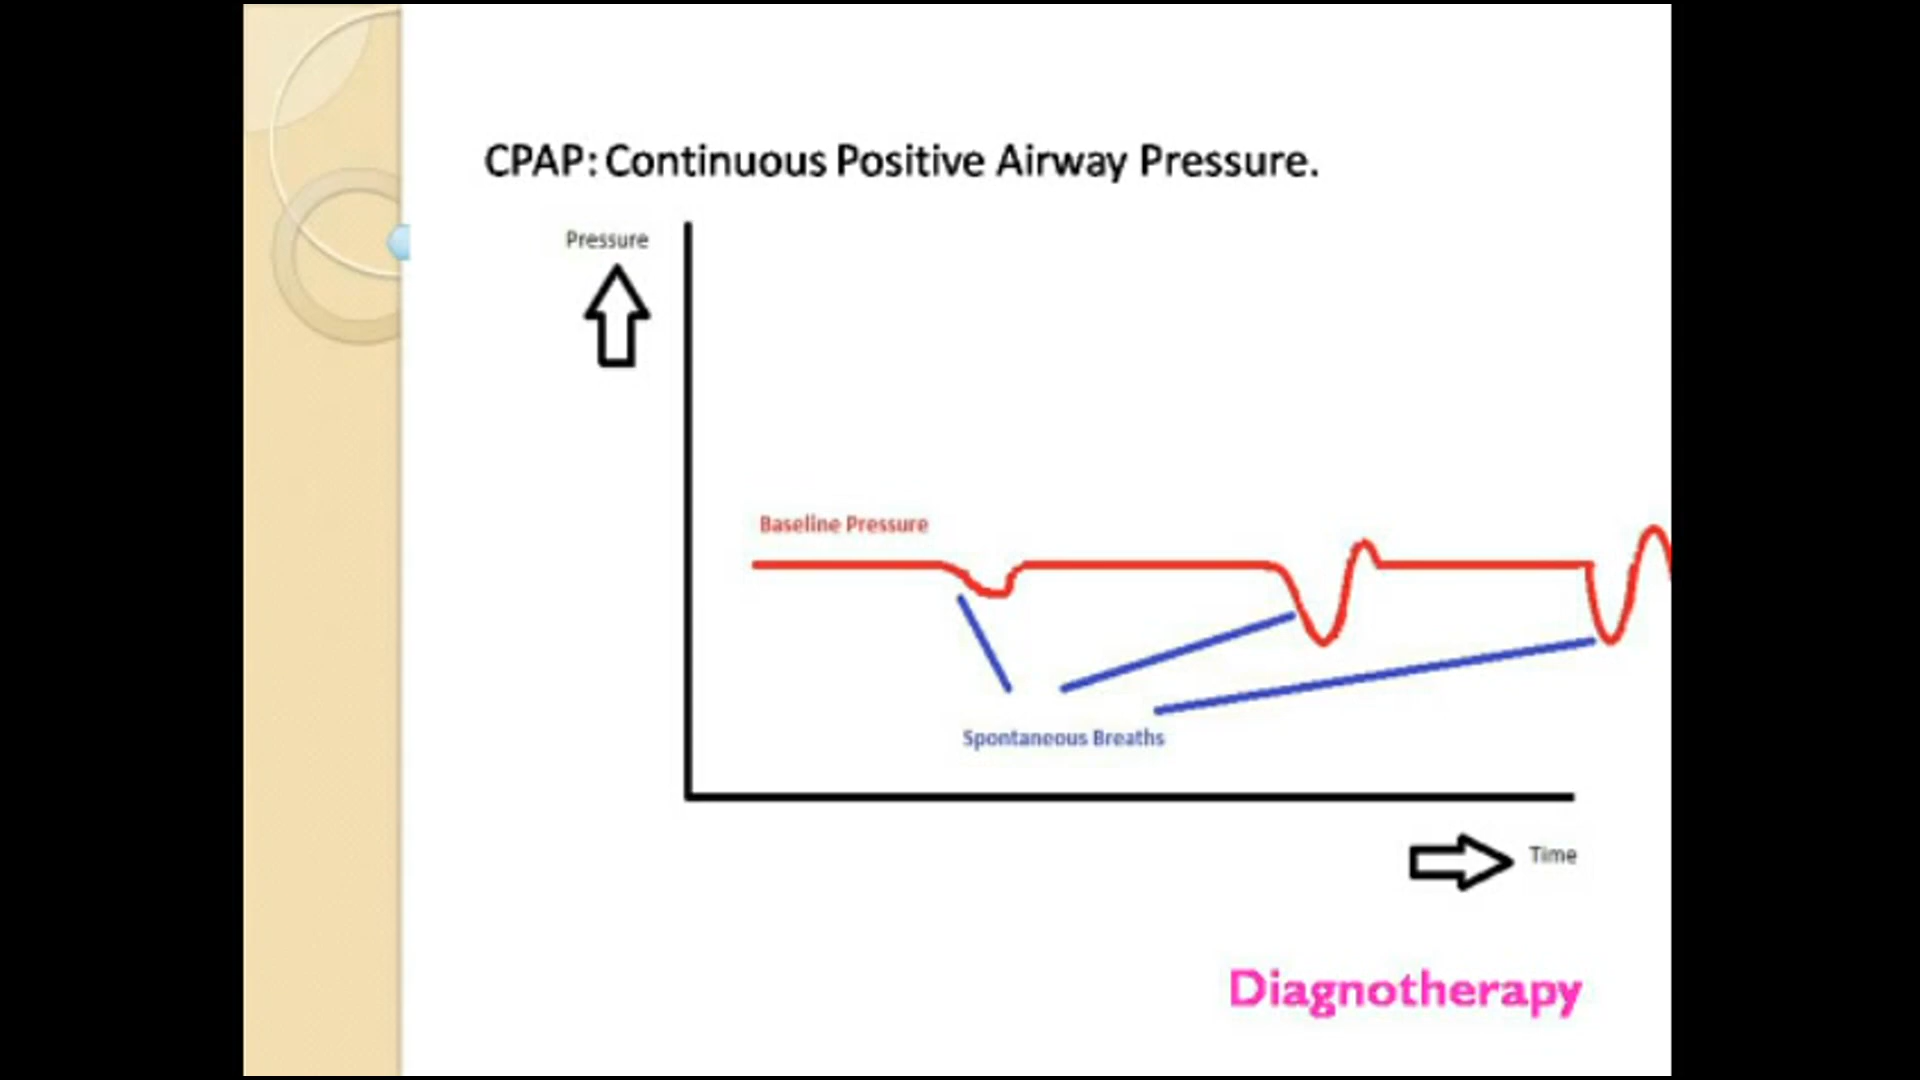 CPAP: Continuous Positive Airway Pressure.
Pressure
Baseline Pressure
Spontaneous Breaths
Time
Diagnotherapy